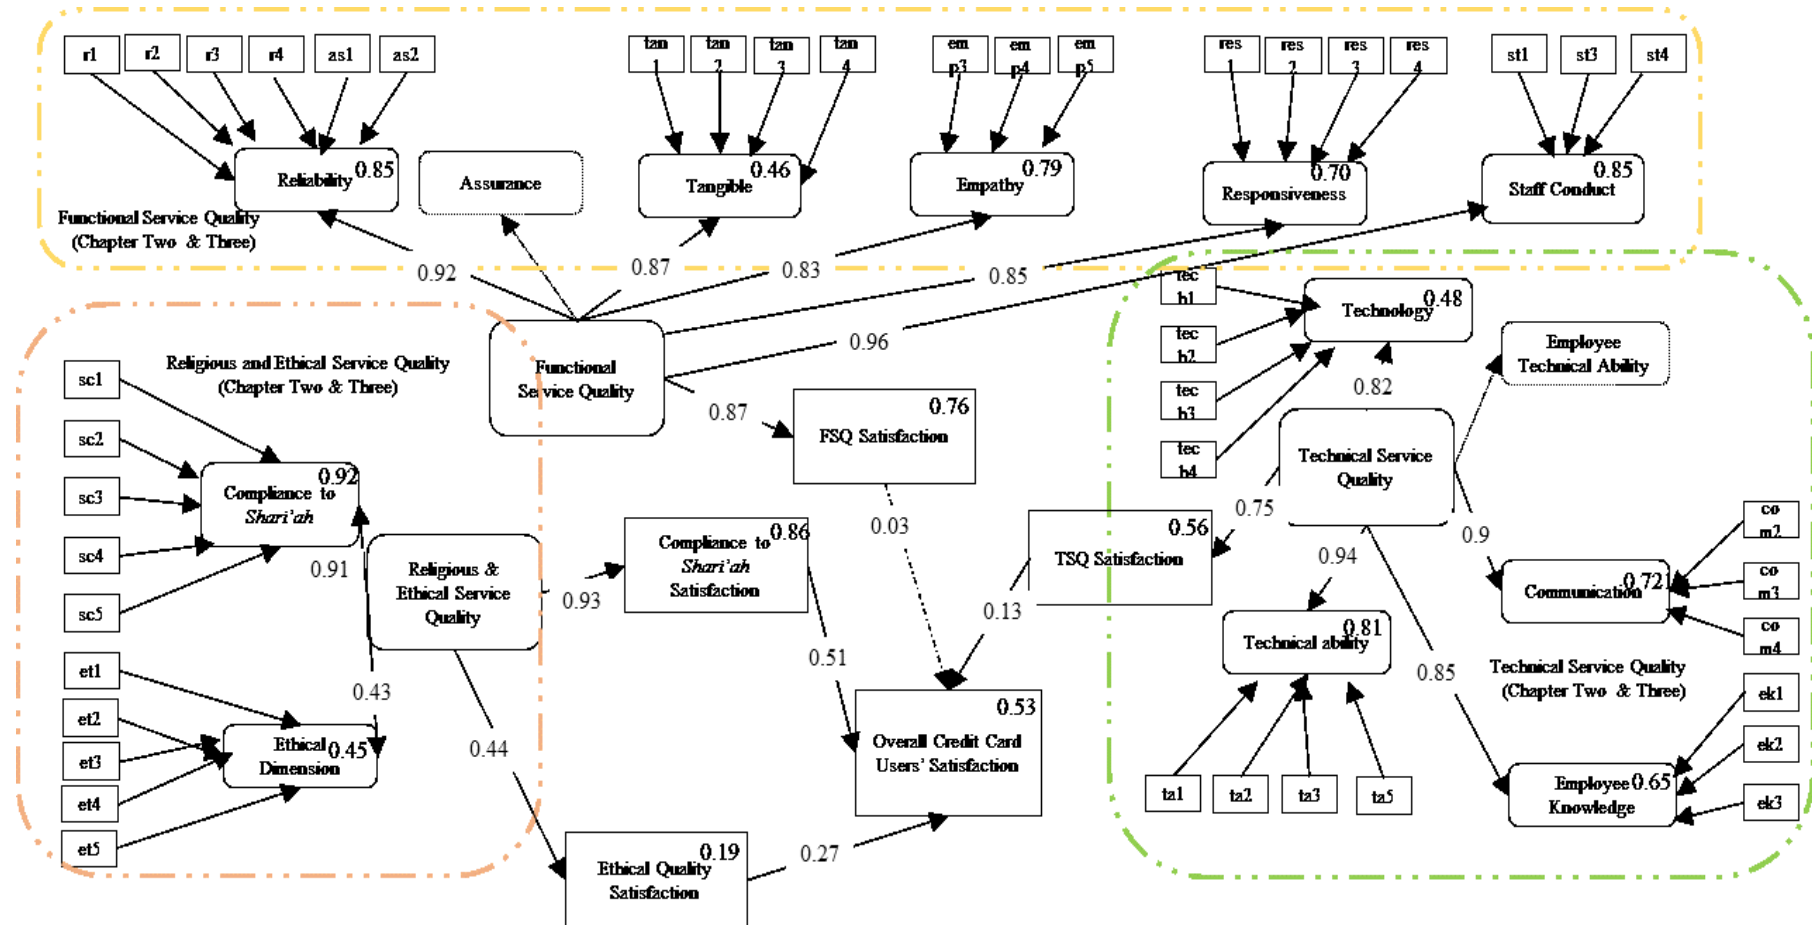 r1
r2
r3
r4
as1
as2
tan
1
tan
2
tan
3
tan
4
em
p3
em
p4
em
p5
res
1
res
2
res
3
res
4
st1
st3
st4
Reliability
0.85
Assurance
Tangible
0.46
Empathy
0.79
Responsiveness
0.70
Staff Conduct
0.85
Functional Service Quality
(Chapter Two & Three)
0.92
0.87
0.83
0.85
0.96
Functional
Service Quality
0.87
FSQ Satisfaction
0.76
0.03
Religious and Ethical Service Quality
(Chapter Two & Three)
sc1
sc2
sc3
sc4
sc5
Compliance to
Shari'ah
0.92
0.91
Religious &
Ethical Service
Quality
0.43
et1
et2
et3
et4
et5
Ethical
Dimension
0.45
0.93
Compliance to
Shari'ah
Satisfaction
0.86
0.51
0.44
Ethical Quality
Satisfaction
0.19
0.27
Overall Credit Card
Users' Satisfaction
0.53
0.13
TSQ Satisfaction
0.56
0.75
tec
h1
tec
h2
tec
h3
tec
h4
Technology
0.48
0.82
Employee
Technical Ability
Technical Service
Quality
0.9
0.94
0.85
Communication
0.72
co
m2
co
m3
co
m4
Technical ability
0.81
ta1
ta2
ta3
ta5
Technical Service Quality
(Chapter Two & Three)
Employee
Knowledge
0.65
ek1
ek2
ek3